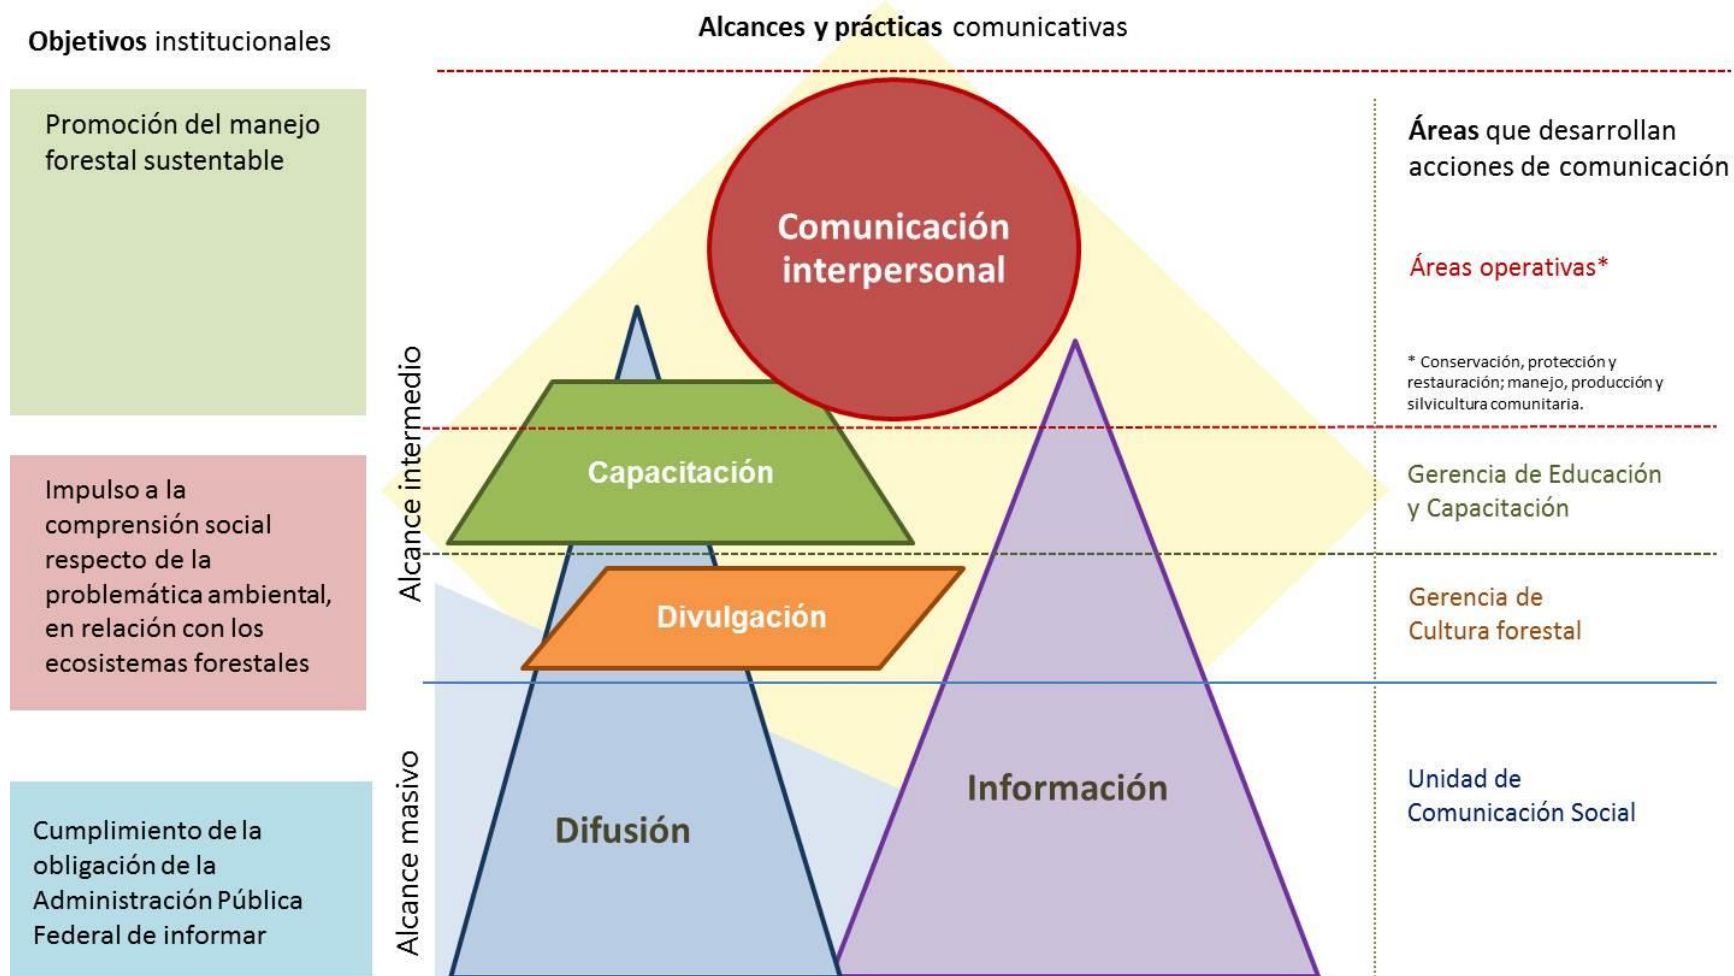 Objetivos institucionales
Alcances y prácticas comunicativas
Promoción del manejo
forestal sustentable
Impulso a la
comprensión social
respecto de la
problemática ambiental,
en relación con los
ecosistemas forestales
Cumplimiento de la
obligación de la
Administración Pública
Federal de informar
Alcance intermedio
Alcance masivo
Comunicación
interpersonal
Capacitación
Divulgación
Difusión
Información
Áreas que desarrollan
acciones de comunicación
Áreas operativas*
* Conservación, protección y
restauración; manejo, producción y
silvicultura comunitaria.
Gerencia de Educación
y Capacitación
Gerencia de
Cultura forestal
Unidad de
Comunicación Social